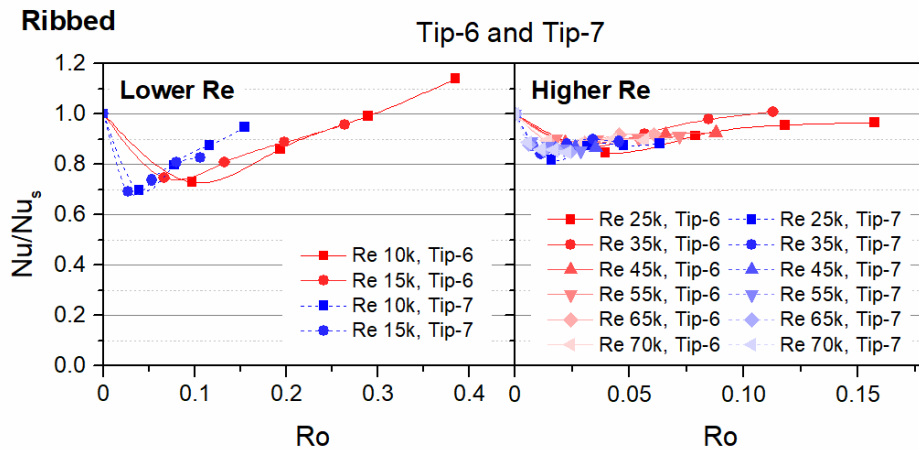 Ribbed
Tip-6 and Tip-7
Lower Re
Higher Re
Nu/Nus
1.2
1.0
0.8
0.6
0.4
0.2
0.0
Re 10k, Tip-6
Re 15k, Tip-6
Re 10k, Tip-7
Re 15k, Tip-7
Re 25k, Tip-6 Re 25k, Tip-7
Re 35k, Tip-6 Re 35k, Tip-7
Re 45k, Tip-6 Re 45k, Tip-7
Re 55k, Tip-6 Re 55k, Tip-7
Re 65k, Tip-6 Re 65k, Tip-7
Re 70k, Tip-6 Re 70k, Tip-7
0 0.1 0.2 0.3 0.4
0 0.05 0.10 0.15
Ro
Ro